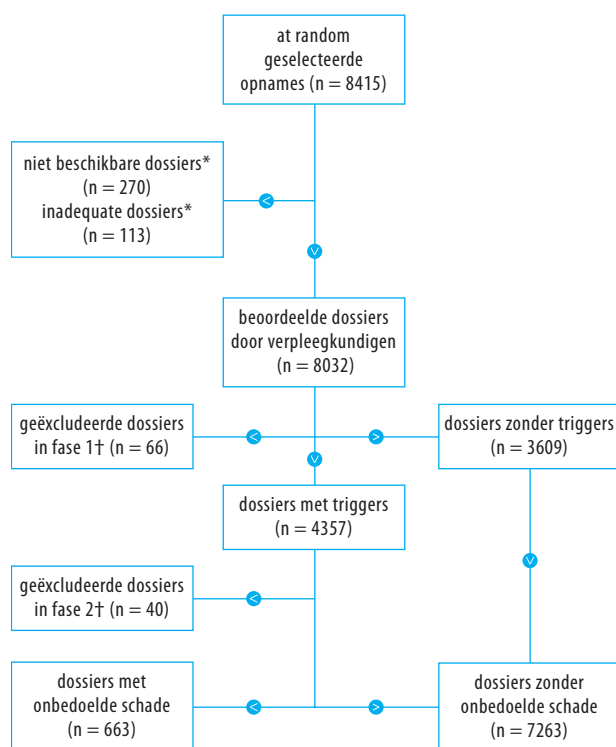 at random
geselecteerde
opnames (n = 8415)
niet beschikbare dossiers*
(n = 270)
inadequate dossiers*
(n = 113)
beoordeelde dossiers
door verpleegkundigen
(n = 8032)
geëxcludeerde dossiers
in fase 1† (n = 66)
dossiers zonder triggers
(n = 3609)
dossiers met triggers
(n = 4357)
geëxcludeerde dossiers
in fase 2† (n = 40)
dossiers met
onbedoelde schade
(n = 663)
dossiers zonder
onbedoelde schade
(n = 7263)